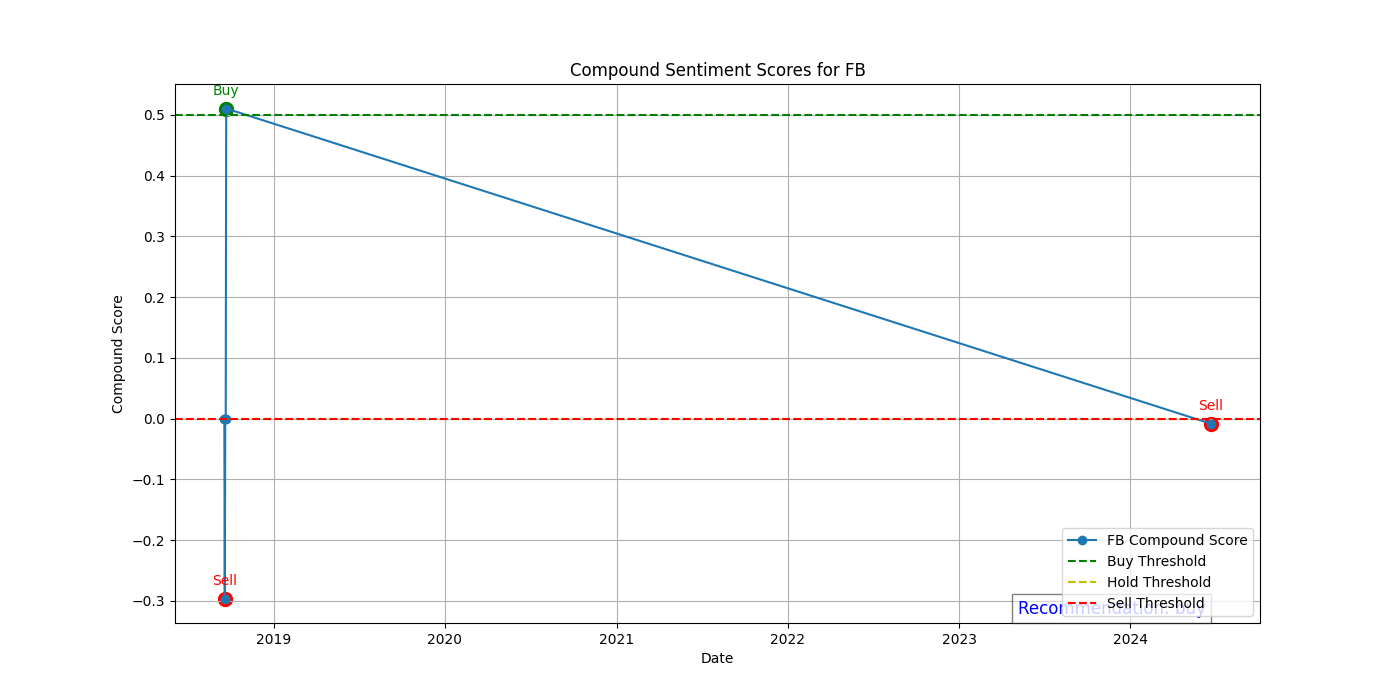 Compound Sentiment Scores for FB
Buy
0.5
0.4
0.3
0.2
0.1
0.0
−0.1
−0.2
−0.3
Compound Score
Sell
Sell
FB Compound Score
Buy Threshold
Hold Threshold
Sell Threshold
Recommendation: buy
2019
2020
2021
2022
2023
2024
Date